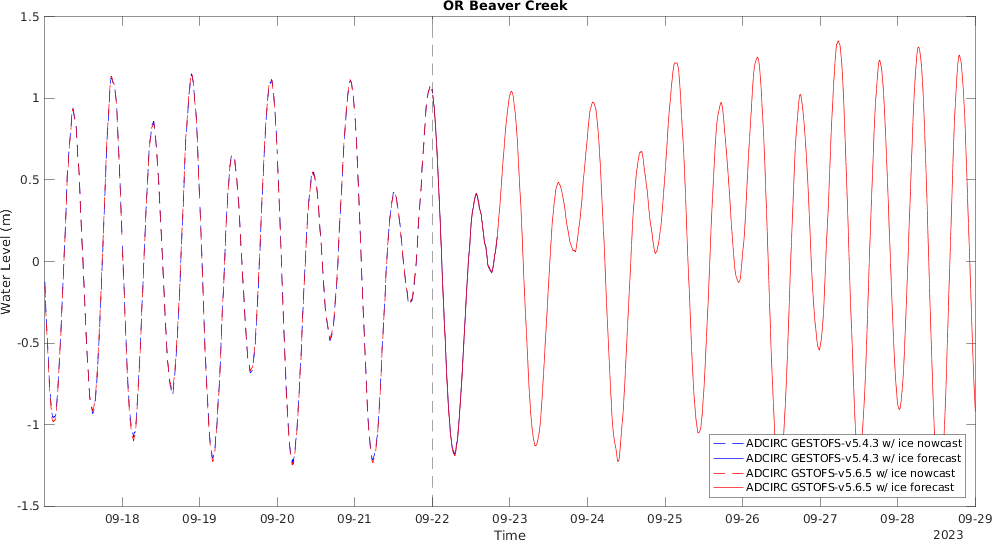 OR Beaver Creek
1.5
1
0.5
0
-0.5
-1
-1.5
Water Level (m)
09-18 09-19 09-20 09-21 09-22 09-23 09-24 09-25 09-26 09-27 09-28 09-29
Time
2023
ADCIRC GESTOFS-v5.4.3 w/ ice nowcast
ADCIRC GESTOFS-v5.4.3 w/ ice forecast
ADCIRC GSTOFS-v5.6.5 w/ ice nowcast
ADCIRC GSTOFS-v5.6.5 w/ ice forecast